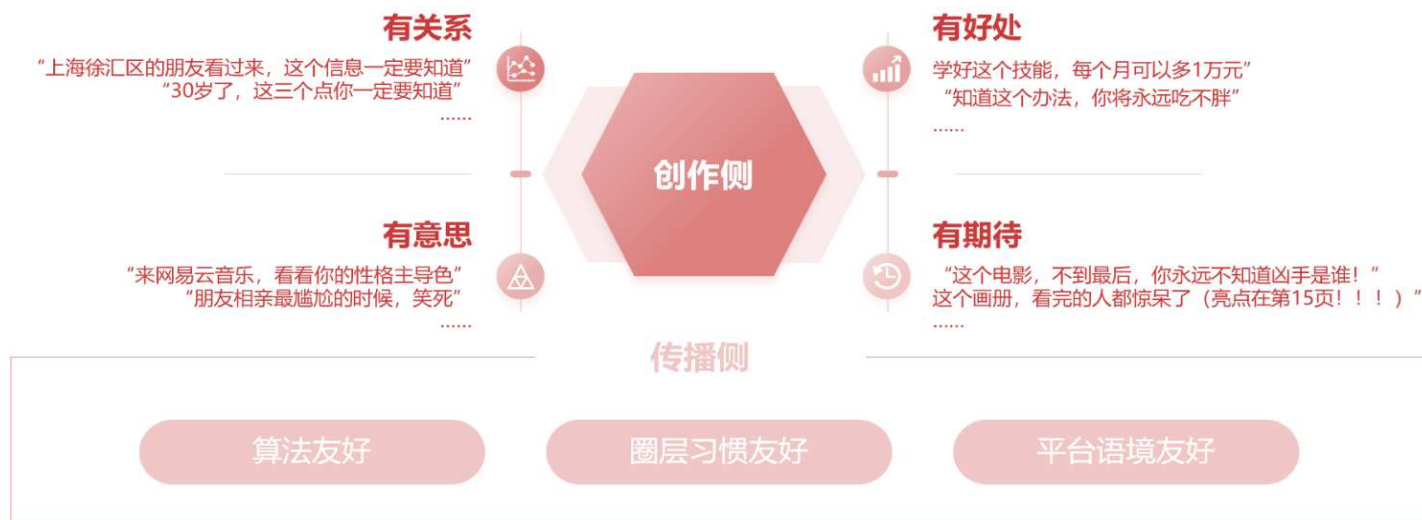 有关系
“上海徐汇区的朋友看过来，这个信息一定要知道”
“30岁了，这三个点你一定要知道”
......
有好处
学好这个技能，每个月可以多1万元”
“知道这个办法，你将永远吃不胖”
......
创作侧
有意思
“来网易云音乐，看看你的性格主导色”
“朋友相亲最尴尬的时候，笑死”
......
有期待
“这个电影，不到最后，你永远不知道凶手是谁！”
这个画册，看完的人都惊呆了（亮点在第15页！！！）”
......
传播侧
算法友好
圈层习惯友好
平台语境友好